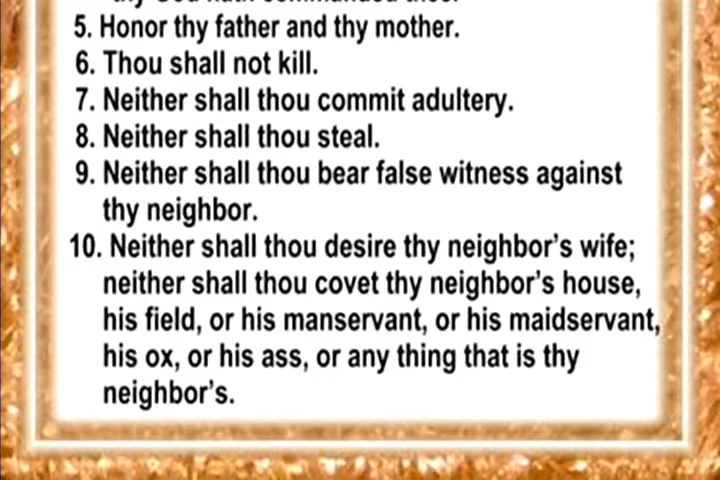 5. Honor thy father and thy mother.
6. Thou shall not kill.
7. Neither shall thou commit adultery.
8. Neither shall thou steal.
9. Neither shall thou bear false witness against
thy neighbor.
10. Neither shall thou desire thy neighbor's wife;
neither shall thou covet thy neighbor's house,
his field, or his manservant, or his maidservant,
his ox, or his ass, or any thing that is thy
neighbor's.